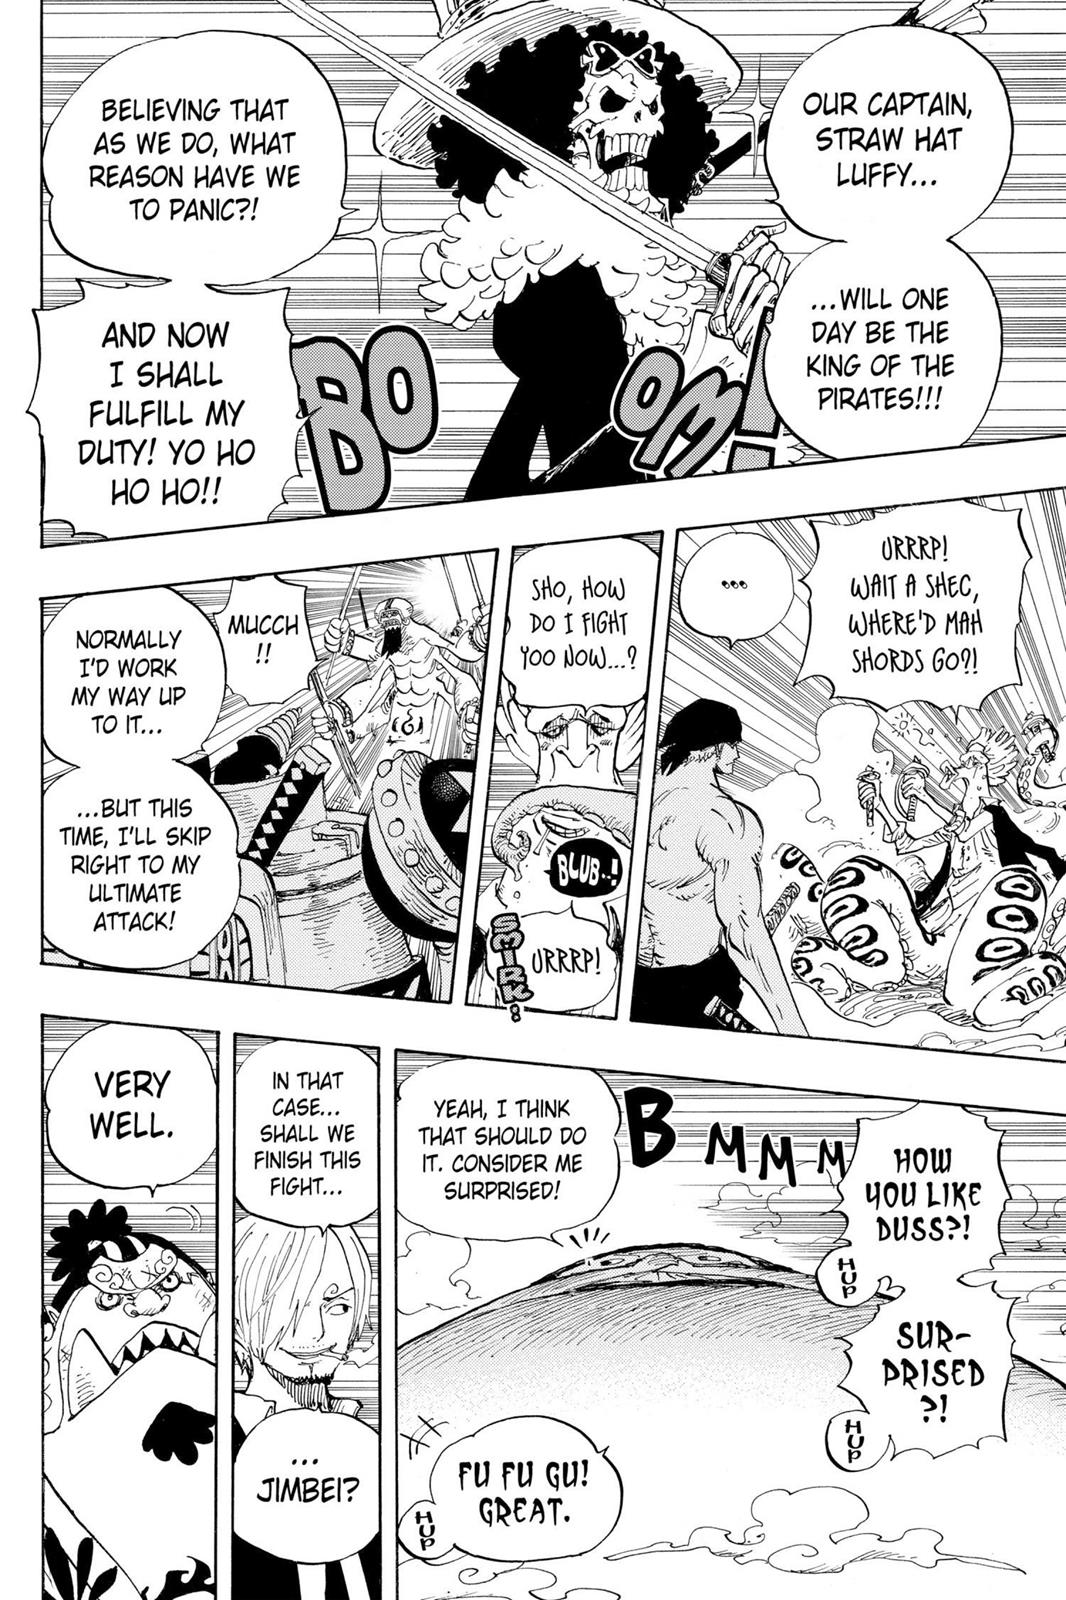 OUR CAPTAIN,
STRAW HAT
LUFFY...
...WILL ONE
DAY BE THE
KING OF THE
PIRATES!!!
BELIEVING THAT
AS WE DO, WHAT
REASON HAVE WE
TO PANIC?!
AND NOW
I SHALL
FULFILL MY
DUTY! YO HO
HO HO!!
BOOM!
URRRP!
WAIT A SHEC,
WHERE'D MAH
SHORDS GO?!
...
SHO, HOW
DO I FIGHT
YOO NOW...?
BLUB..!
URRRP!
SMIRK!
MUCCH
!!
NORMALLY
I'D WORK
MY WAY UP
TO IT...
...BUT THIS
TIME, I'LL SKIP
RIGHT TO MY
ULTIMATE
ATTACK!
HOW
YOU LIKE
DUSS?!
HUP
SUR-
PRISED
?!
HUP
BMMM
YEAH, I THINK
THAT SHOULD DO
IT. CONSIDER ME
SURPRISED!
FU FU GU!
GREAT.
HUP
IN THAT
CASE...
SHALL WE
FINISH THIS
FIGHT...
...
JIMBEI?
VERY
WELL.